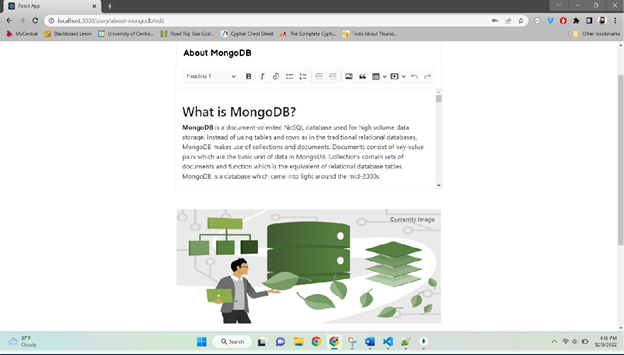 React App
localhost:3000/story/about-mongodb/edit
MyCentral
Blackboard Learn
University of Centra...
Road Trip Gas Cost...
Cypher Cheet Sheet
The Complete Cyph...
Facts About Thurs...
Other bookmarks
About MongoDB
Heading 1
What is MongoDB?
MongoDB is a document-oriented NoSQL database used for high volume data
storage. Instead of using tables and rows as in the traditional relational databases,
MongoDB makes use of collections and documents. Documents consist of key-value
pairs which are the basic unit of data in MongoDB. Collections contain sets of
documents and function which is the equivalent of relational database tables.
MongoDB is a database which came into light around the mid-2000s.
Currently Image
37°F
Cloudy
Search
4:16 PM
12/9/2022